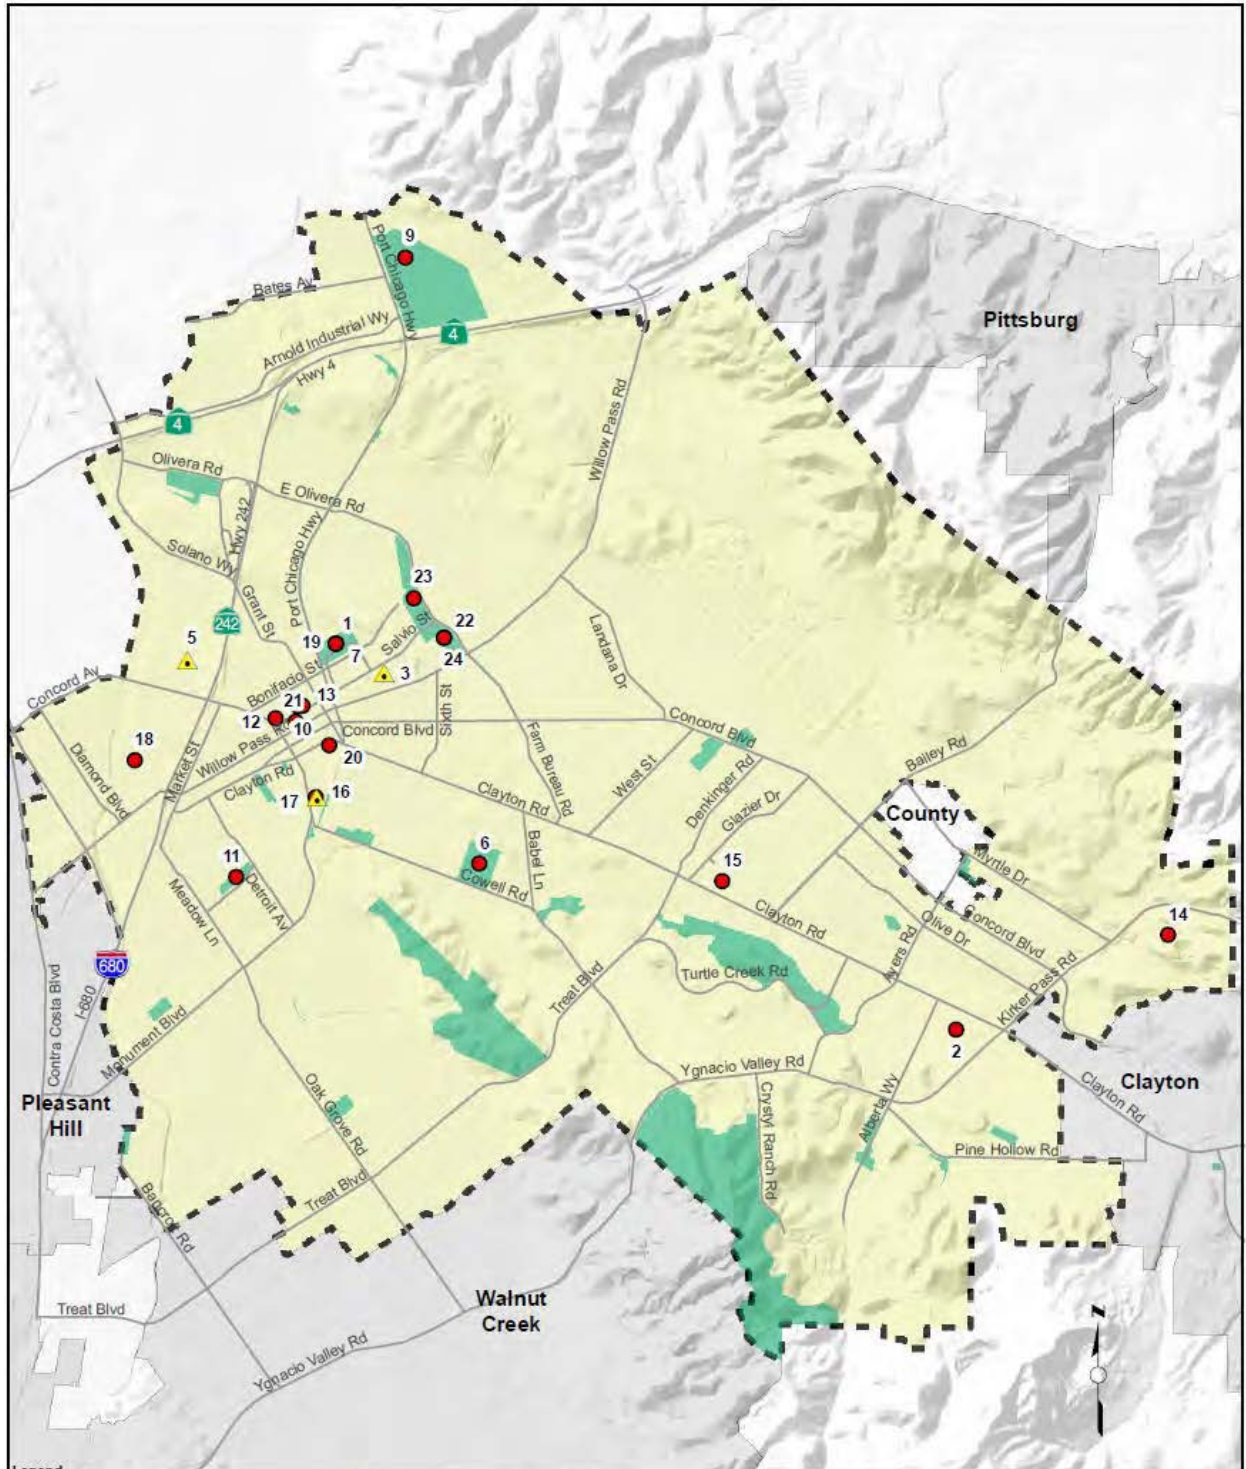 9
Port Chicago Hwy
Bates Av
Pittsburg
Arnold Industrial Wy
4
Hwy 4
4
Willow Pass Rd
Olivera Rd
E Olivera Rd
Hwy 242
Port Chicago Hwy
Solano Wy
23
Grant St
242
1
22
19
Salvio St
Landana Dr
5
7
24
3
Concord Av
Bonifacio St
21
13
Sixth St
12
10
Concord Blvd
Concord Blvd
Farm Bureau Rd
18
Willow Pass Rd
20
Bailey Rd
Diamond Blvd
Market St
Clayton Rd
West St
Denkinger Rd
17
16
Clayton Rd
Glazier Dr
County
6
Babel Ln
11
15
Myrtle Dr
Cowell Rd
Detroit Av
Meadow Ln
Clayton Rd
14
Olive Dr
Concord Blvd
Ayers Rd
680
Turtle Creek Rd
Treat Blvd
Kirker Pass Rd
I-680
Contra Costa Blvd
Monument Blvd
2
Ygnacio Valley Rd
Clayton
Pleasant
Hill
Oak Grove Rd
Crystyl Ranch Rd
Alberta Wy
Clayton Rd
Pine Hollow Rd
Treat Blvd
Bancroft Rd
Walnut
Creek
Treat Blvd
Z
Ygnacio Valley Rd
Legend